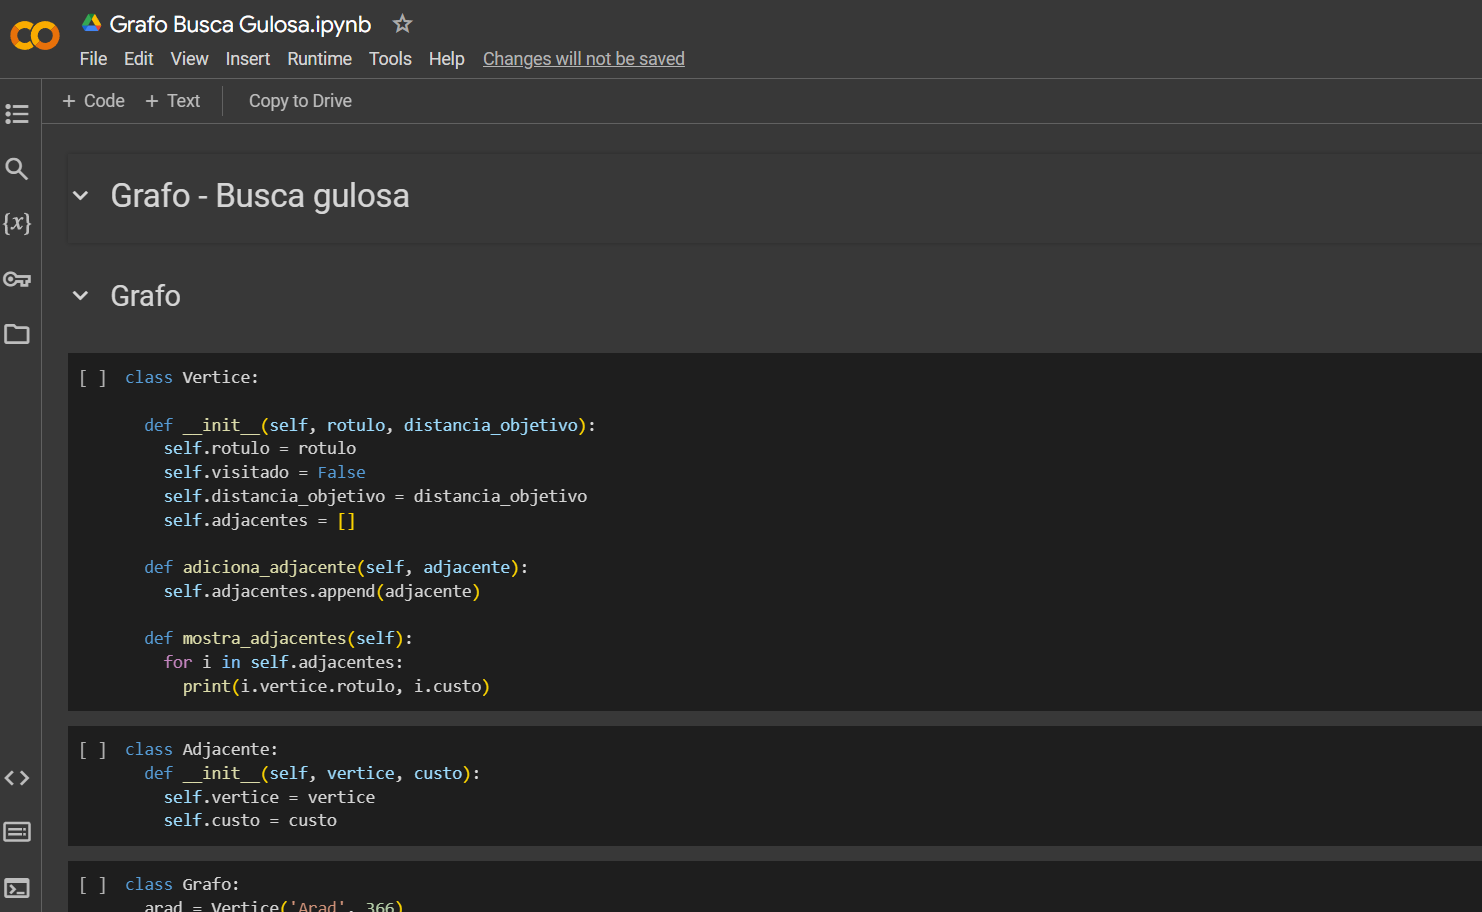 Grafo Busca Gulosa.ipynb
File Edit View Insert Runtime Tools Help Changes will not be saved
+ Code + Text Copy to Drive
{x}
Grafo - Busca gulosa
Grafo
[ ] class Vertice:
def __init__(self, rotulo, distancia_objetivo):
self.rotulo = rotulo
self.visitado = False
self.distancia_objetivo = distancia_objetivo
self.adjacentes = []
def adiciona_adjacente(self, adjacente):
self.adjacentes.append(adjacente)
def mostra_adjacentes(self):
for i in self.adjacentes:
print(i.vertice.rotulo, i.custo)
[ ] class Adjacente:
def __init__(self, vertice, custo):
self.vertice = vertice
self.custo = custo
[ ] class Grafo:
arad = Vertice('Arad', 366)